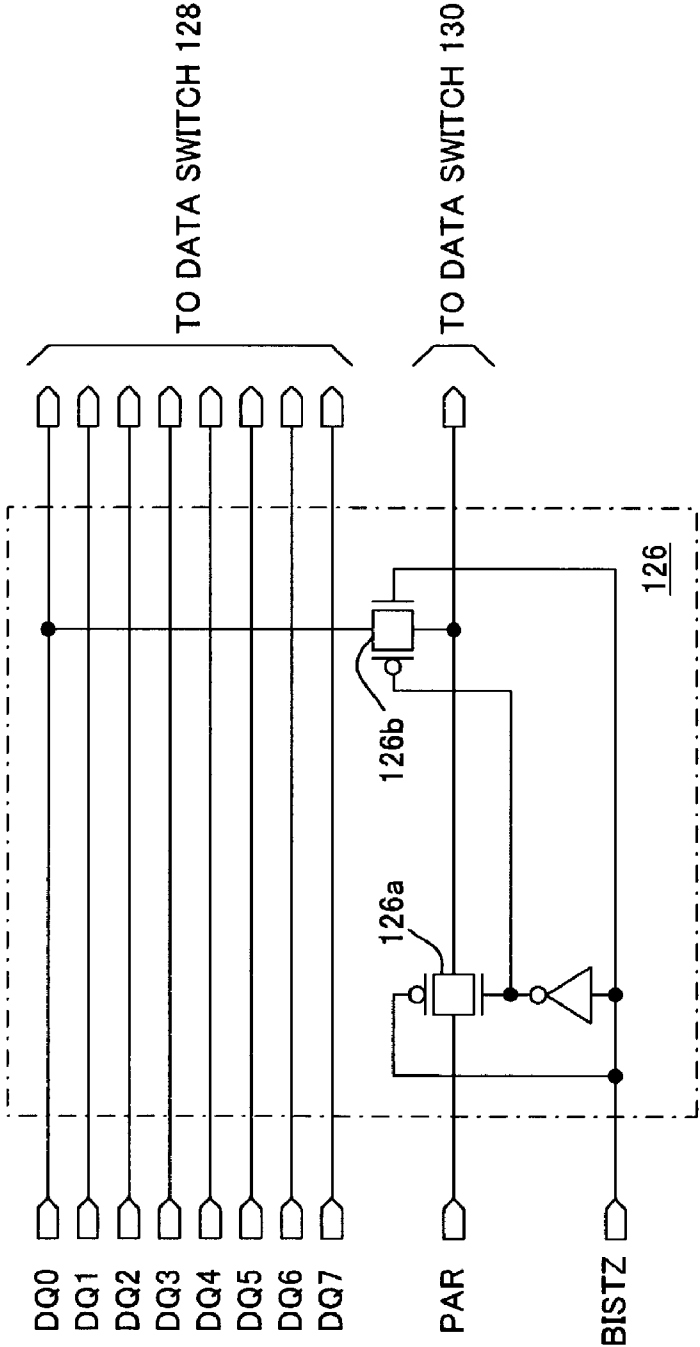 DQ0
DQ1
DQ2
DQ3
DQ4
DQ5
DQ6
DQ7
PAR
BISTZ
126a
126b
126
TO DATA SWITCH 128
TO DATA SWITCH 130